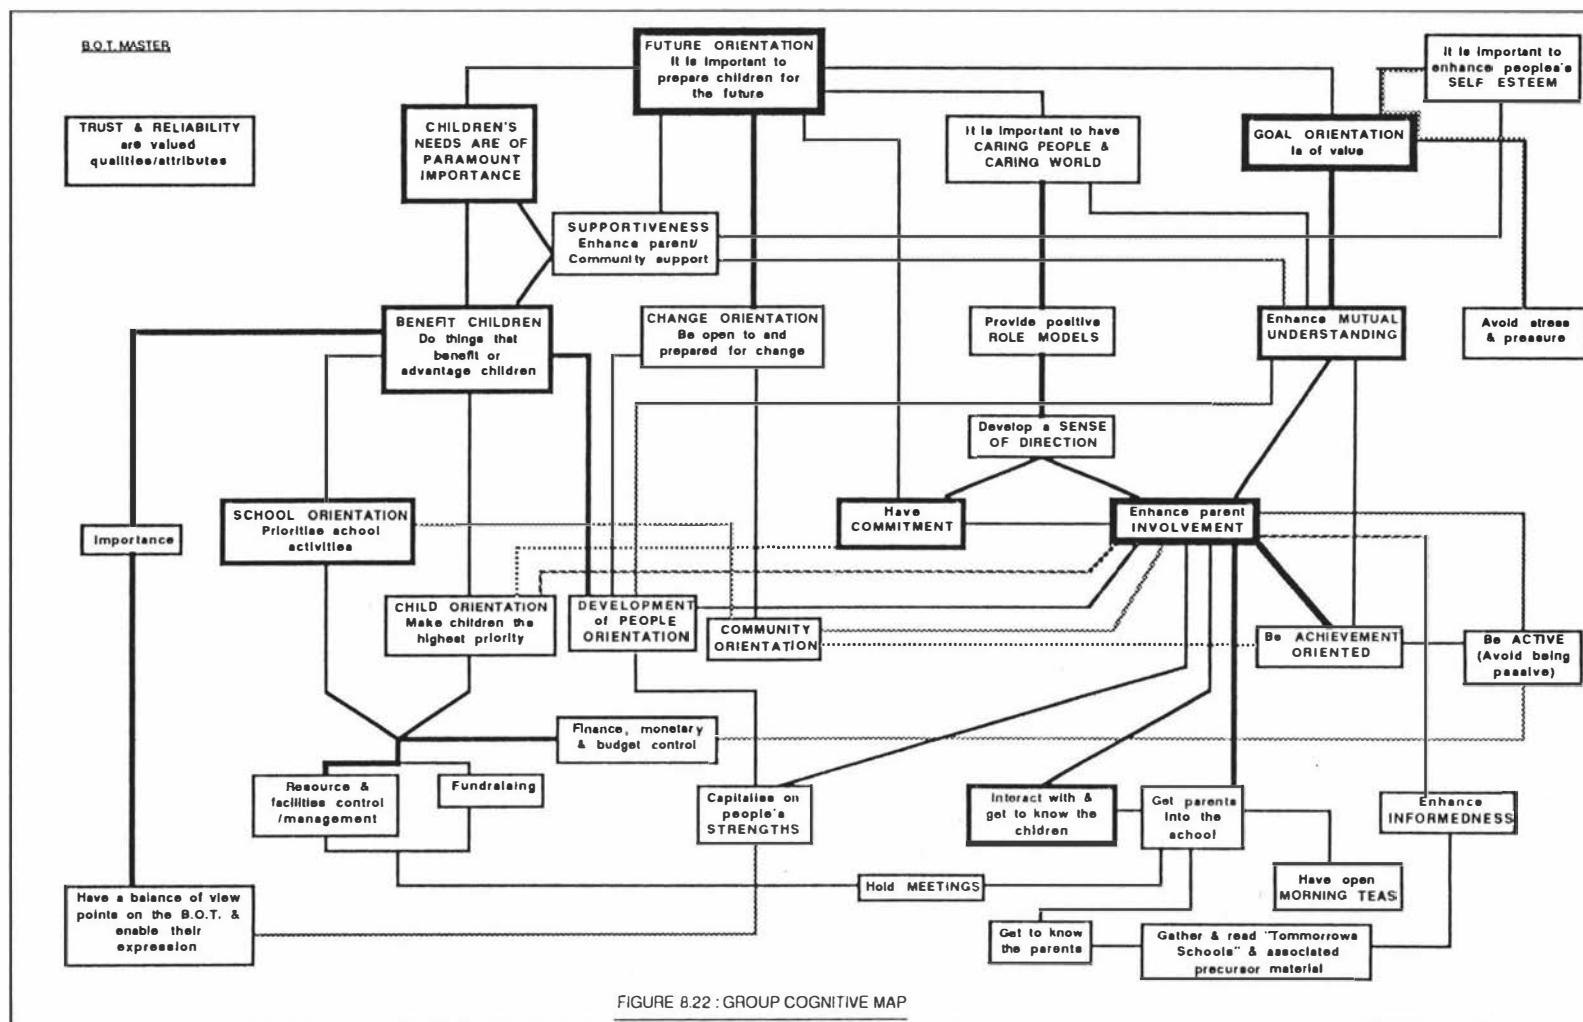 B.O.T. MASTER
FUTURE ORIENTATION
It is important to
prepare children for
the future
It is important to
enhance peoples's
SELF ESTEEM
TRUST & RELIABILITY
are valued
qualities/attributes
CHILDREN'S
NEEDS ARE OF
PARAMOUNT
IMPORTANCE
It is important to have
CARING PEOPLE &
CARING WORLD
GOAL ORIENTATION
is of value
SUPPORTIVENESS
Enhance parent/
Community support
BENEFIT CHILDREN
Do things that
benefit or
advantage children
CHANGE ORIENTATION
Be open to and
prepared for change
Provide positive
ROLE MODELS
Enhance MUTUAL
UNDERSTANDING
Avoid stress
& pressure
Develop a SENSE
OF DIRECTION
Importance
SCHOOL ORIENTATION
Prioritise school
activities
Have
COMMITMENT
Enhance parent
INVOLVEMENT
CHILD ORIENTATION
Make children the
highest priority
DEVELOPMENT
of PEOPLE
ORIENTATION
COMMUNITY
ORIENTATION
Be ACHIEVEMENT
ORIENTED
Be ACTIVE
(Avoid being
passive)
Finance, monetary
& budget control
Resource &
facilities control
/management
Fundraising
Capitalise on
people's
STRENGTHS
Interact with &
get to know the
chidren
Get parents
into the
school
Enhance
INFORMEDNESS
Have a balance of view
points on the B.O.T. &
enable their
expression
Hold MEETINGS
Have open
MORNING TEAS
Get to know
the parents
Gather & read "Tommorrows
Schools" & associated
precursor material
FIGURE 8.22 : GROUP COGNITIVE MAP